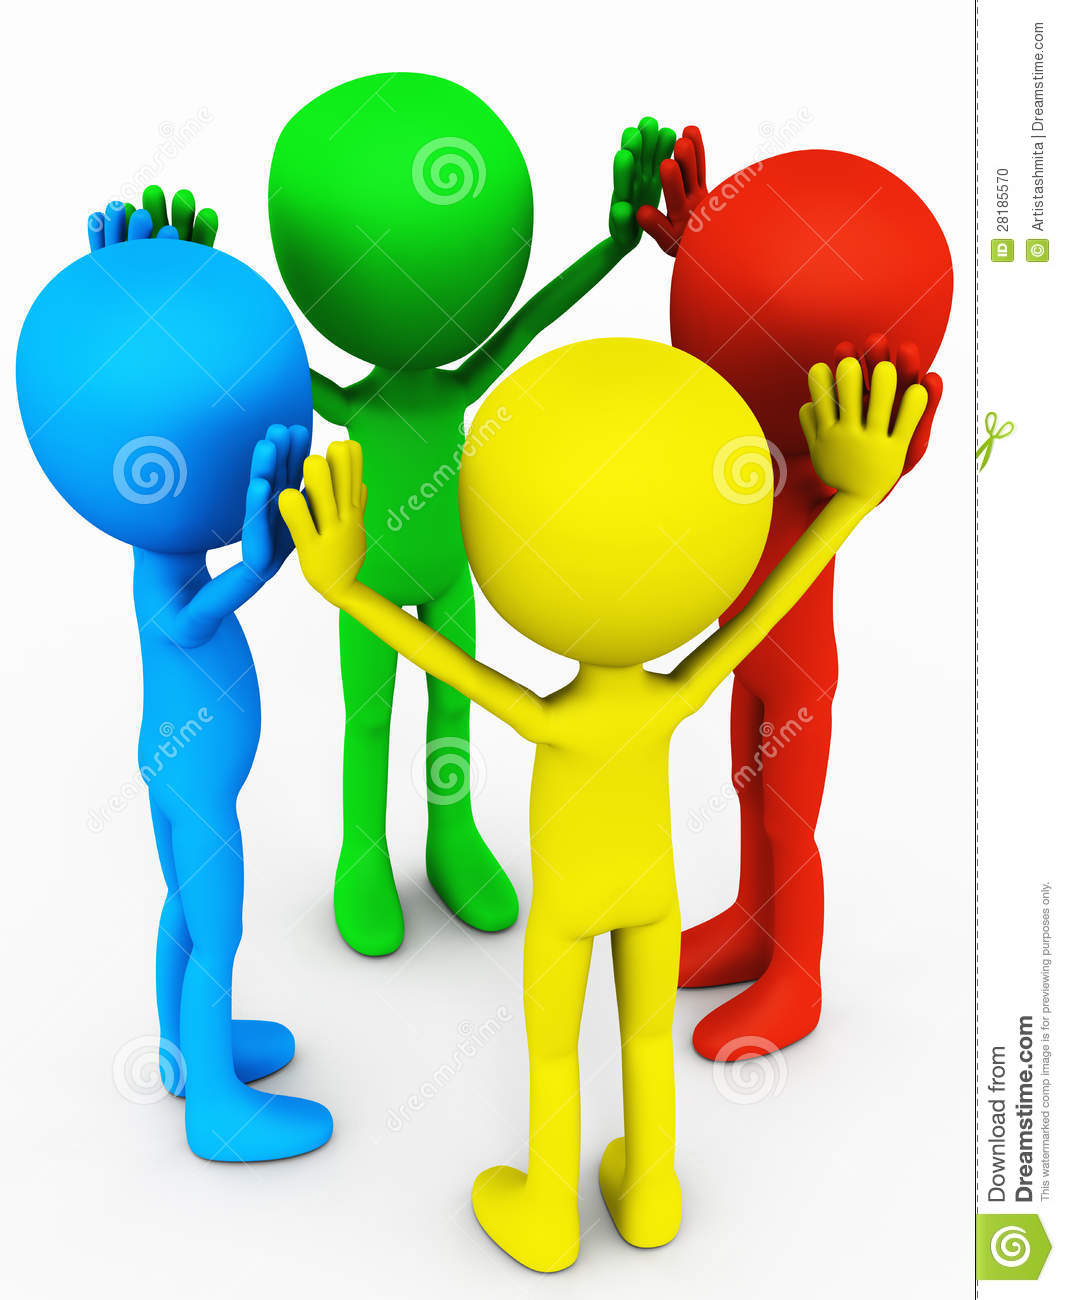 ID 28185570
© Artistashmita | Dreamstime.com
Download from
Dreamstime.com
This watermarked comp image is for previewing purposes only.
dreamstime
dreamstime
dreamstime
dreamstime
dreamstime
dreamstime
dreamstime